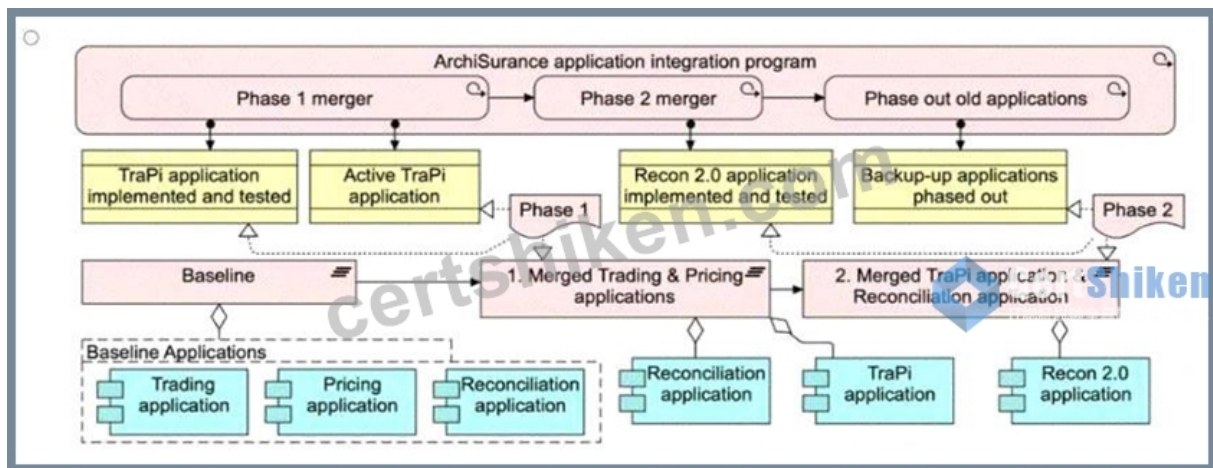 ArchiSurance application integration program
Phase 1 merger
Phase 2 merger
Phase out old applications
TraPi application
implemented and tested
Active TraPi
application
Recon 2.0 application
implemented and tested
Backup-up applications
phased out
Phase 1
Phase 2
Baseline
1. Merged Trading & Pricing
applications
2. Merged TraPi application &
Reconciliation application
Baseline Applications
Trading
application
Pricing
application
Reconciliation
application
Reconciliation
application
TraPi
application
Recon 2.0
application
certshiken.com
Shiken